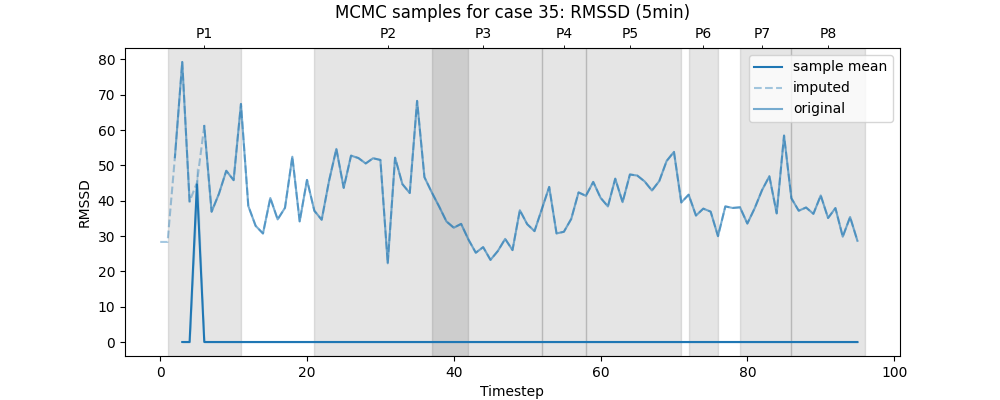 MCMC samples for case 35: RMSSD (5min)
P1 P2 P3 P4 P5 P6 P7 P8
sample mean
imputed
original
80
70
60
50
40
30
20
10
0
RMSSD
0 20 40 60 80 100
Timestep